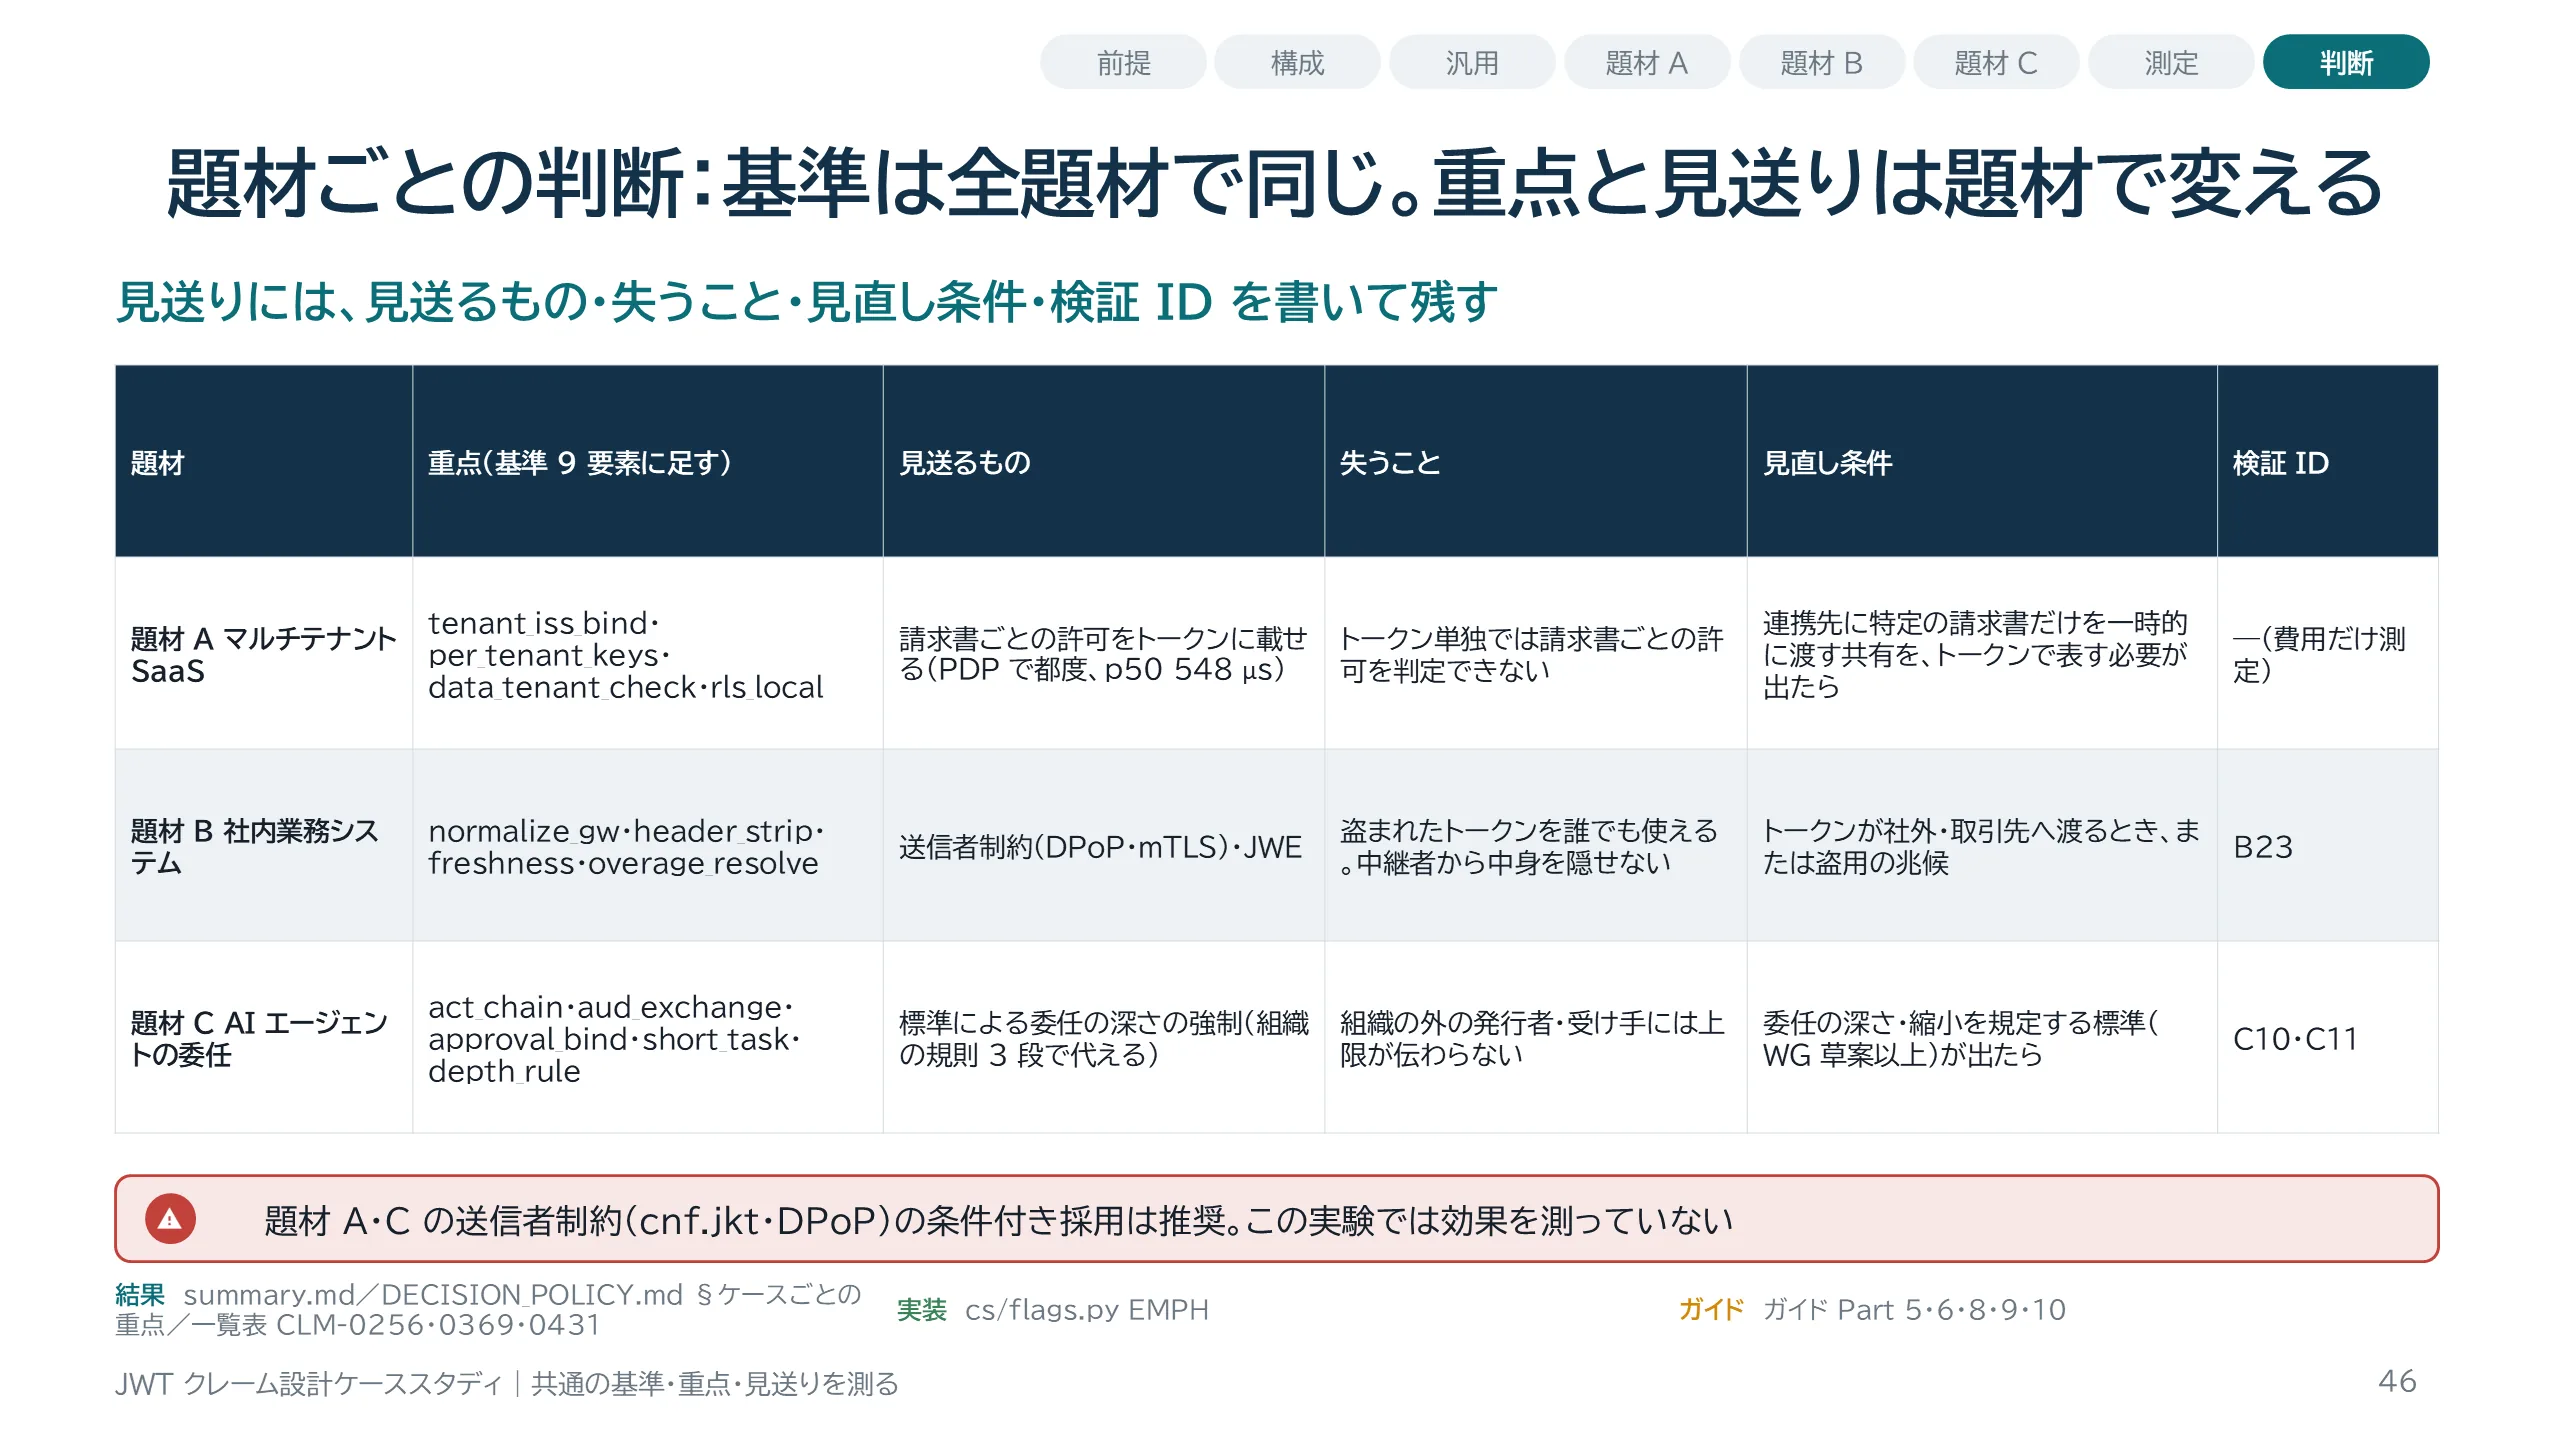 前提
構成
汎用
題材 A
題材 B
題材 C
測定
判断
題材ごとの判断：基準は全題材で同じ。重点と見送りは題材で変える
見送りには、見送るもの・失うこと・見直し条件・検証 ID を書いて残す
題材
重点（基準 9 要素に足す）
見送るもの
失うこと
見直し条件
検証 ID
題材 A マルチテナント
SaaS
tenant_iss_bind・
per_tenant_keys・
data_tenant_check・rls_local
請求書ごとの許可をトークンに載せ
る（PDP で都度、p50 548 µs）
トークン単独では請求書ごとの許
可を判定できない
連携先に特定の請求書だけを一時的
に渡す共有を、トークンで表す必要が
出たら
―（費用だけ測
定）
題材 B 社内業務シス
テム
normalize_gw・header_strip・
freshness・overage_resolve
送信者制約（DPoP・mTLS）・JWE
盗まれたトークンを誰でも使える
。中継者から中身を隠せない
トークンが社外・取引先へ渡るとき、ま
たは盗用の兆候
B23
題材 C AI エージェン
トの委任
act_chain・aud_exchange・
approval_bind・short_task・
depth_rule
標準による委任の深さの強制（組織
の規則 3 段で代える）
組織の外の発行者・受け手には上
限が伝わらない
委任の深さ・縮小を規定する標準（
WG 草案以上）が出たら
C10・C11
題材 A・C の送信者制約（cnf.jkt・DPoP）の条件付き採用は推奨。この実験では効果を測っていない
結果 summary.md／DECISION_POLICY.md §ケースごとの
重点／一覧表 CLM-0256・0369・0431
実装 cs/flags.py EMPH
ガイド ガイド Part 5・6・8・9・10
JWT クレーム設計ケーススタディ｜共通の基準・重点・見送りを測る
46